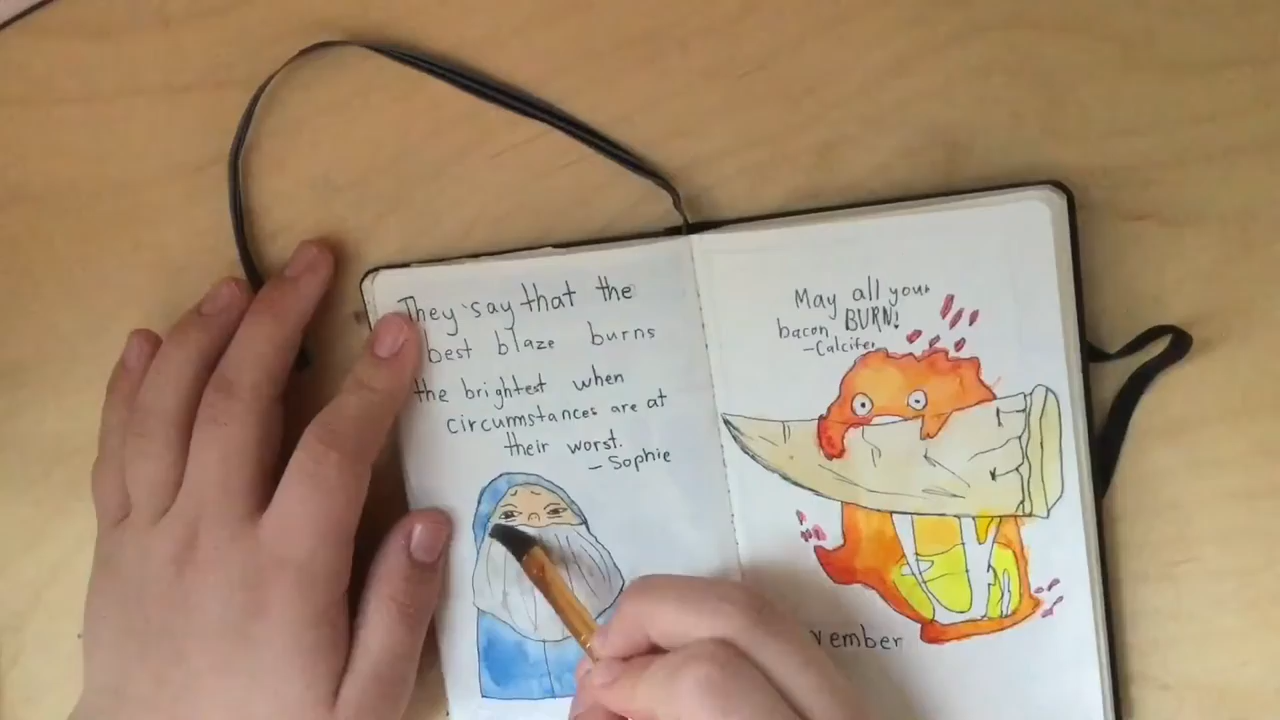 They say that the
best blaze burns
the brightest when
circumstances are at
their worst.
- Sophie
May all your
bacon BURN!
-Calcifer
vember